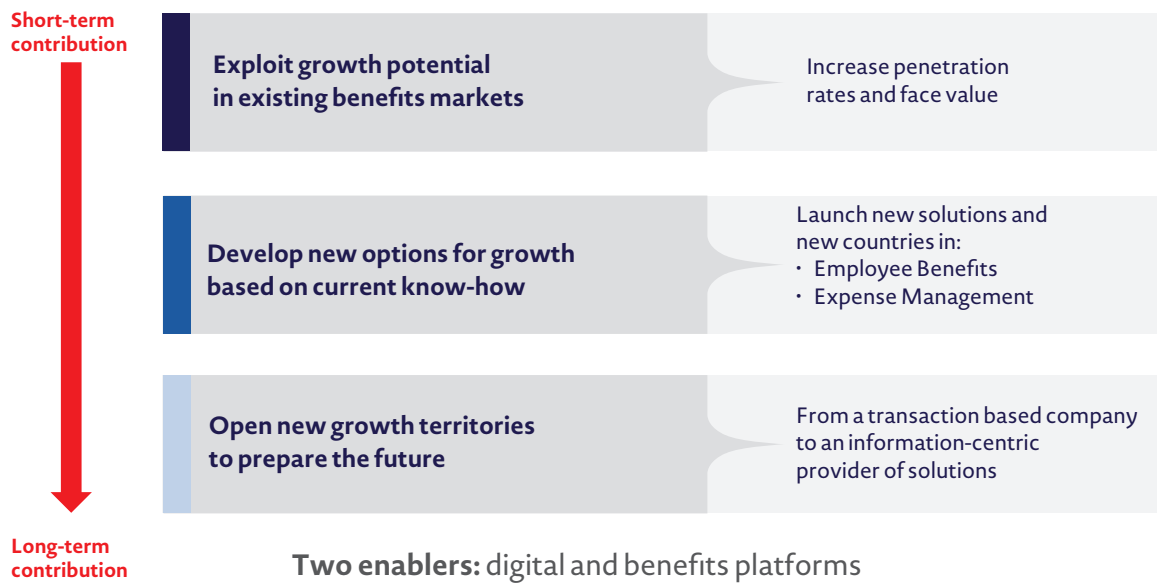 Short-term
contribution
Exploit growth potential
in existing benefits markets
Increase penetration
rates and face value
Develop new options for growth
based on current know-how
Launch new solutions and
new countries in:
· Employee Benefits
· Expense Management
Open new growth territories
to prepare the future
From a transaction based company
to an information-centric
provider of solutions
Long-term
contribution
Two enablers: digital and benefits platforms